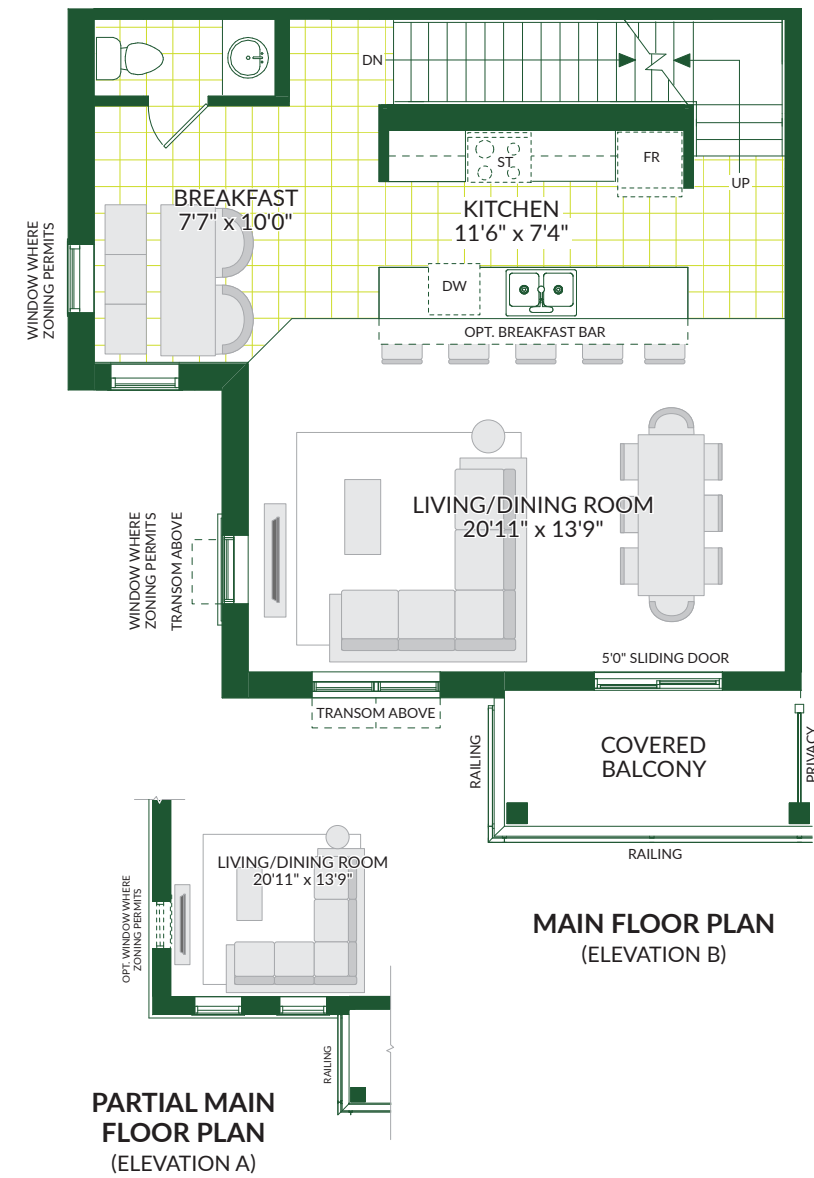 DN
ST
FR
UP
BREAKFAST
7'7" x 10'0"
KITCHEN
11'6" x 7'4"
WINDOW WHERE
ZONING PERMITS
DW
OPT. BREAKFAST BAR
LIVING/DINING ROOM
20'11" x 13'9"
WINDOW WHERE
ZONING PERMITS
TRANSOM ABOVE
5'0" SLIDING DOOR
TRANSOM ABOVE
RAILING
COVERED
BALCONY
PRIVACY
RAILING
LIVING/DINING ROOM
20'11" x 13'9"
OPT. WINDOW WHERE
ZONING PERMITS
MAIN FLOOR PLAN
(ELEVATION B)
RAILING
PARTIAL MAIN
FLOOR PLAN
(ELEVATION A)